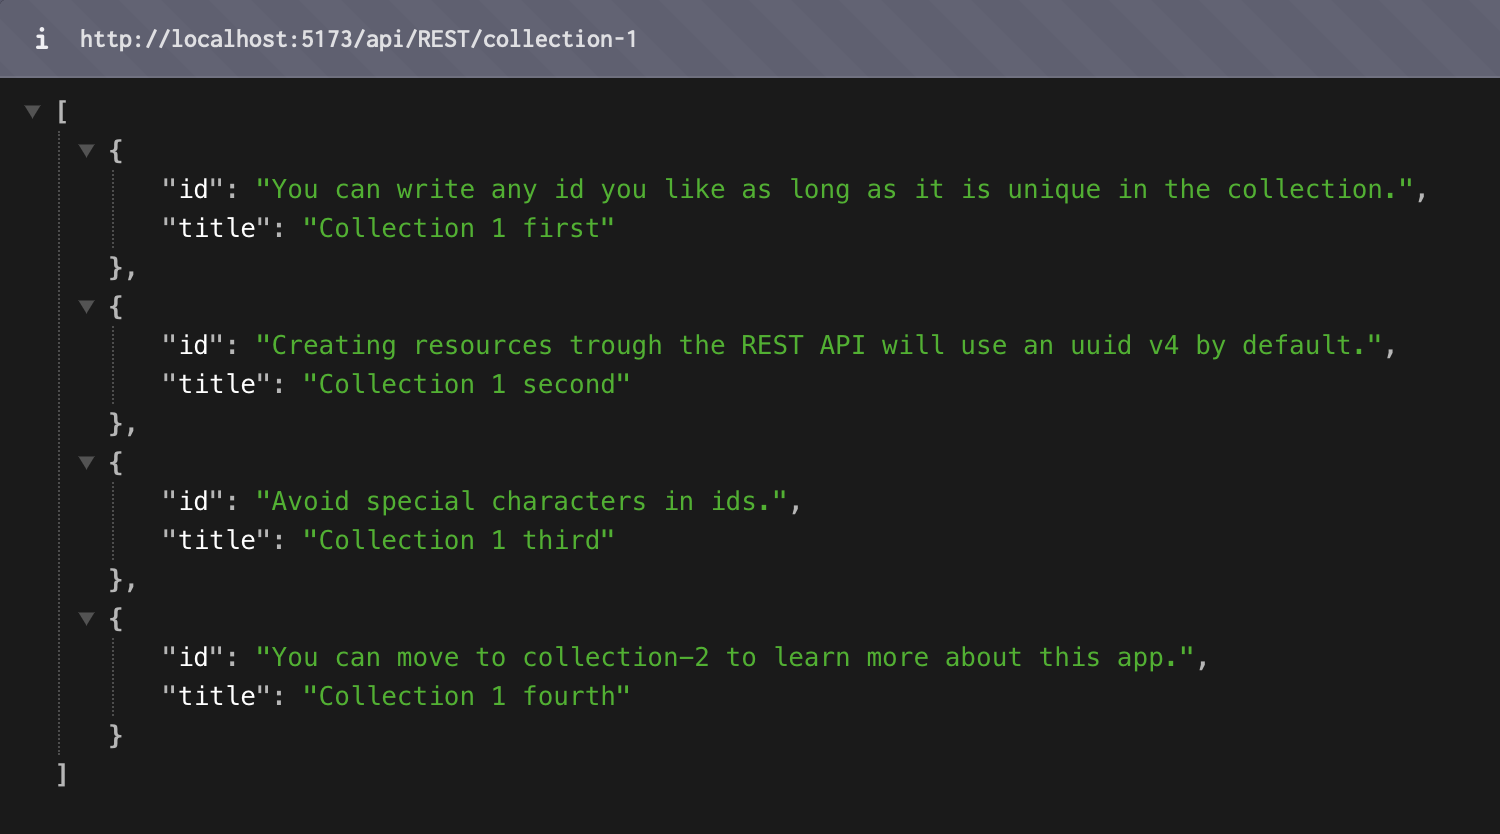 i http://localhost:5173/api/REST/collection-1
[
{
"id": "You can write any id you like as long as it is unique in the collection.",
"title": "Collection 1 first"
},
{
"id": "Creating resources trough the REST API will use an uuid v4 by default.",
"title": "Collection 1 second"
},
{
"id": "Avoid special characters in ids.",
"title": "Collection 1 third"
},
{
"id": "You can move to collection-2 to learn more about this app.",
"title": "Collection 1 fourth"
}
]